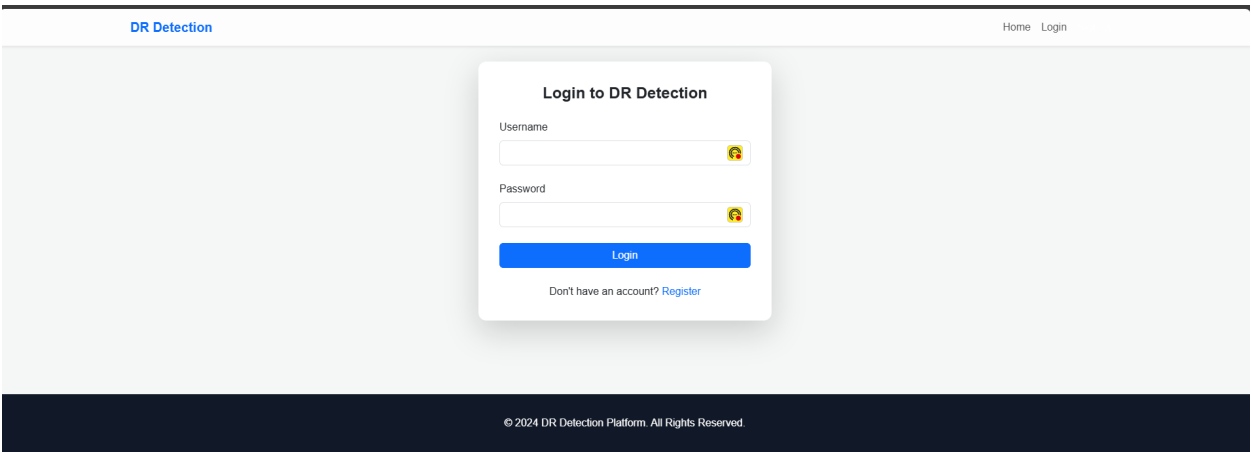 DR Detection
Home Login
Login to DR Detection
Username
Password
Login
Don't have an account? Register
© 2024 DR Detection Platform. All Rights Reserved.